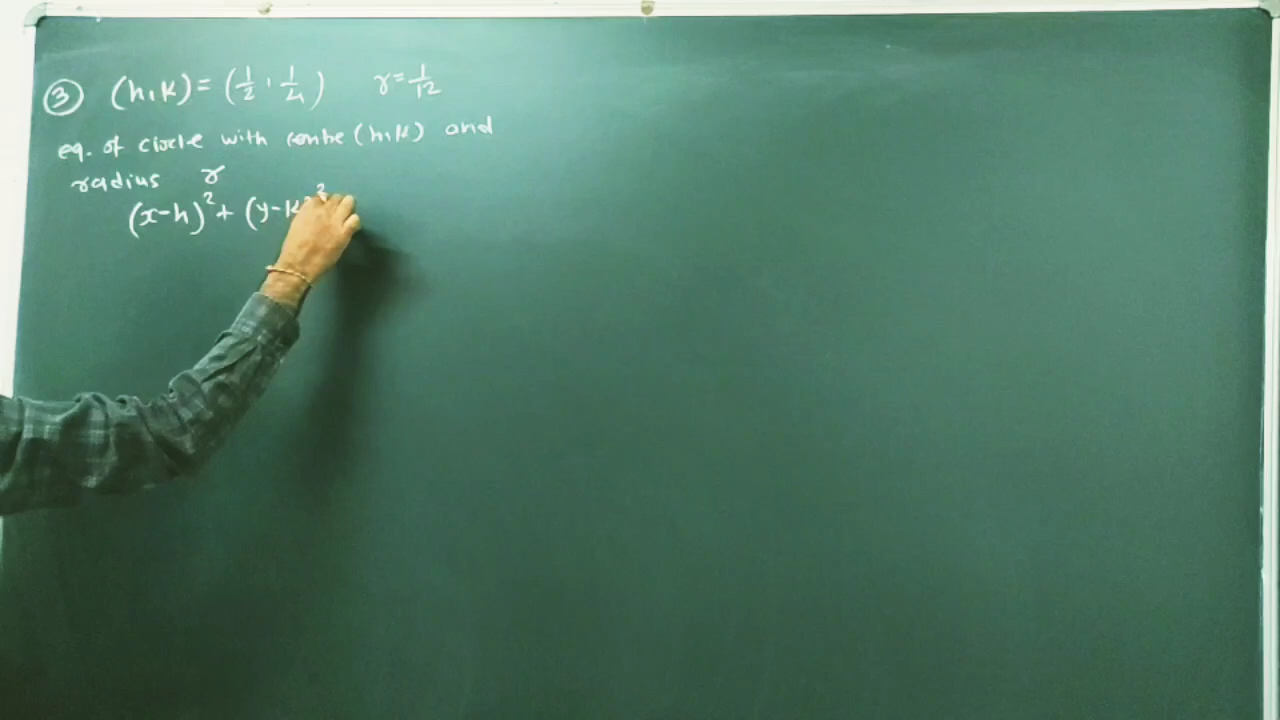 ③ (h,k) = (1/2, 1/4) r = 1/12
eq. of circle with centre (h,k) and
radius r
(x-h)² + (y-k)²